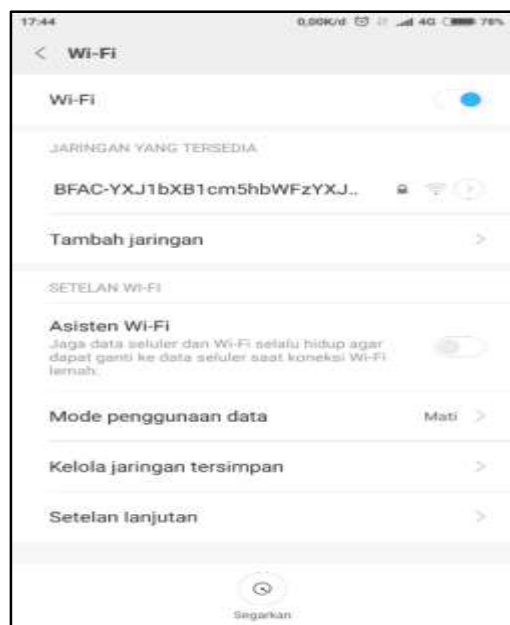 17:44 0,00K/d 4G 76%
Wi-Fi
Wi-Fi
JARINGAN YANG TERSEDIA
BFAC-YXJ1bXB1cm5hbWFzYXJ..
Tambah jaringan
SETELAN WI-FI
Asisten Wi-Fi
Jaga data seluler dan Wi-Fi selalu hidup agar
dapat ganti ke data seluler saat koneksi Wi-Fi
lemah.
Mode penggunaan data Mati
Kelola jaringan tersimpan
Setelan lanjutan
Segarkan